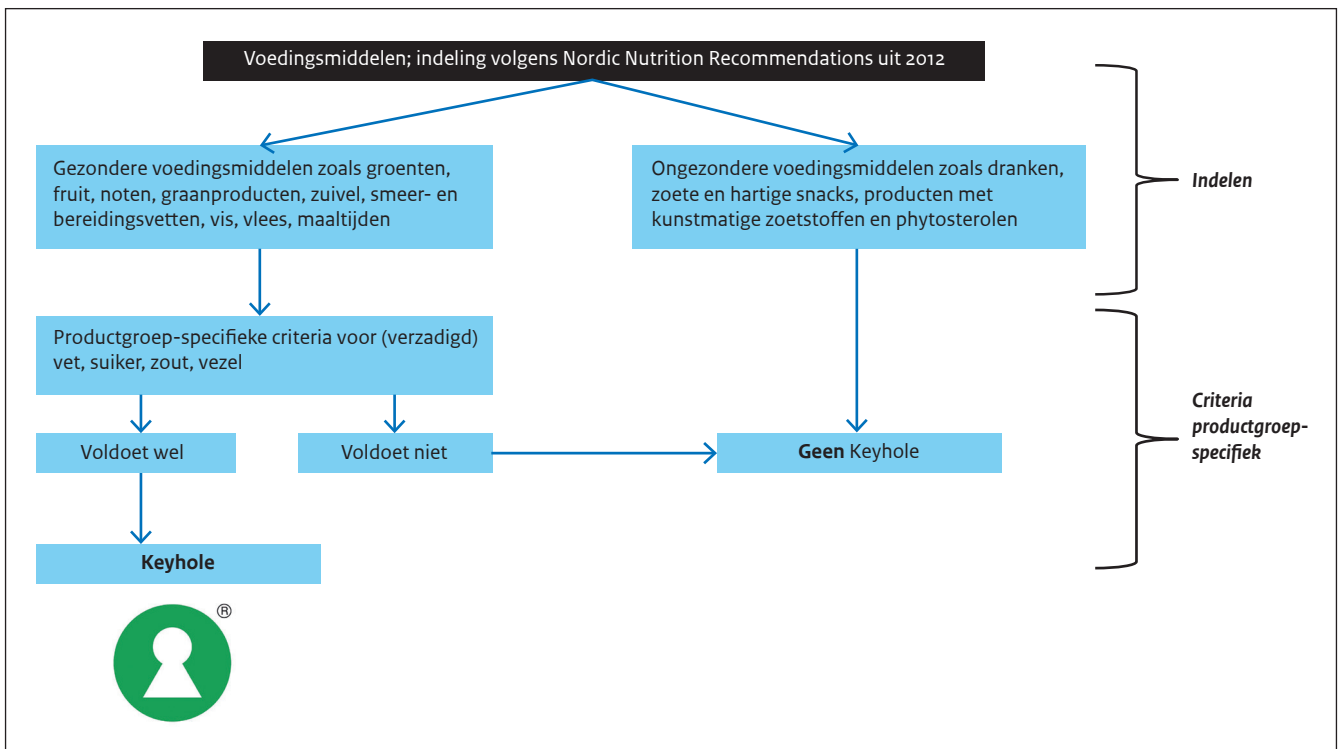 Voedingsmiddelen; indeling volgens Nordic Nutrition Recommendations uit 2012
Gezondere voedingsmiddelen zoals groenten,
fruit, noten, graanproducten, zuivel, smeer- en
bereidingsvetten, vis, vlees, maaltijden
Ongezondere voedingsmiddelen zoals dranken,
zoete en hartige snacks, producten met
kunstmatige zoetstoffen en phytosterolen
Indelen
Productgroep-specifieke criteria voor (verzadigd)
vet, suiker, zout, vezel
Voldoet wel
Voldoet niet
Geen Keyhole
Criteria
productgroep-
specifiek
Keyhole
®